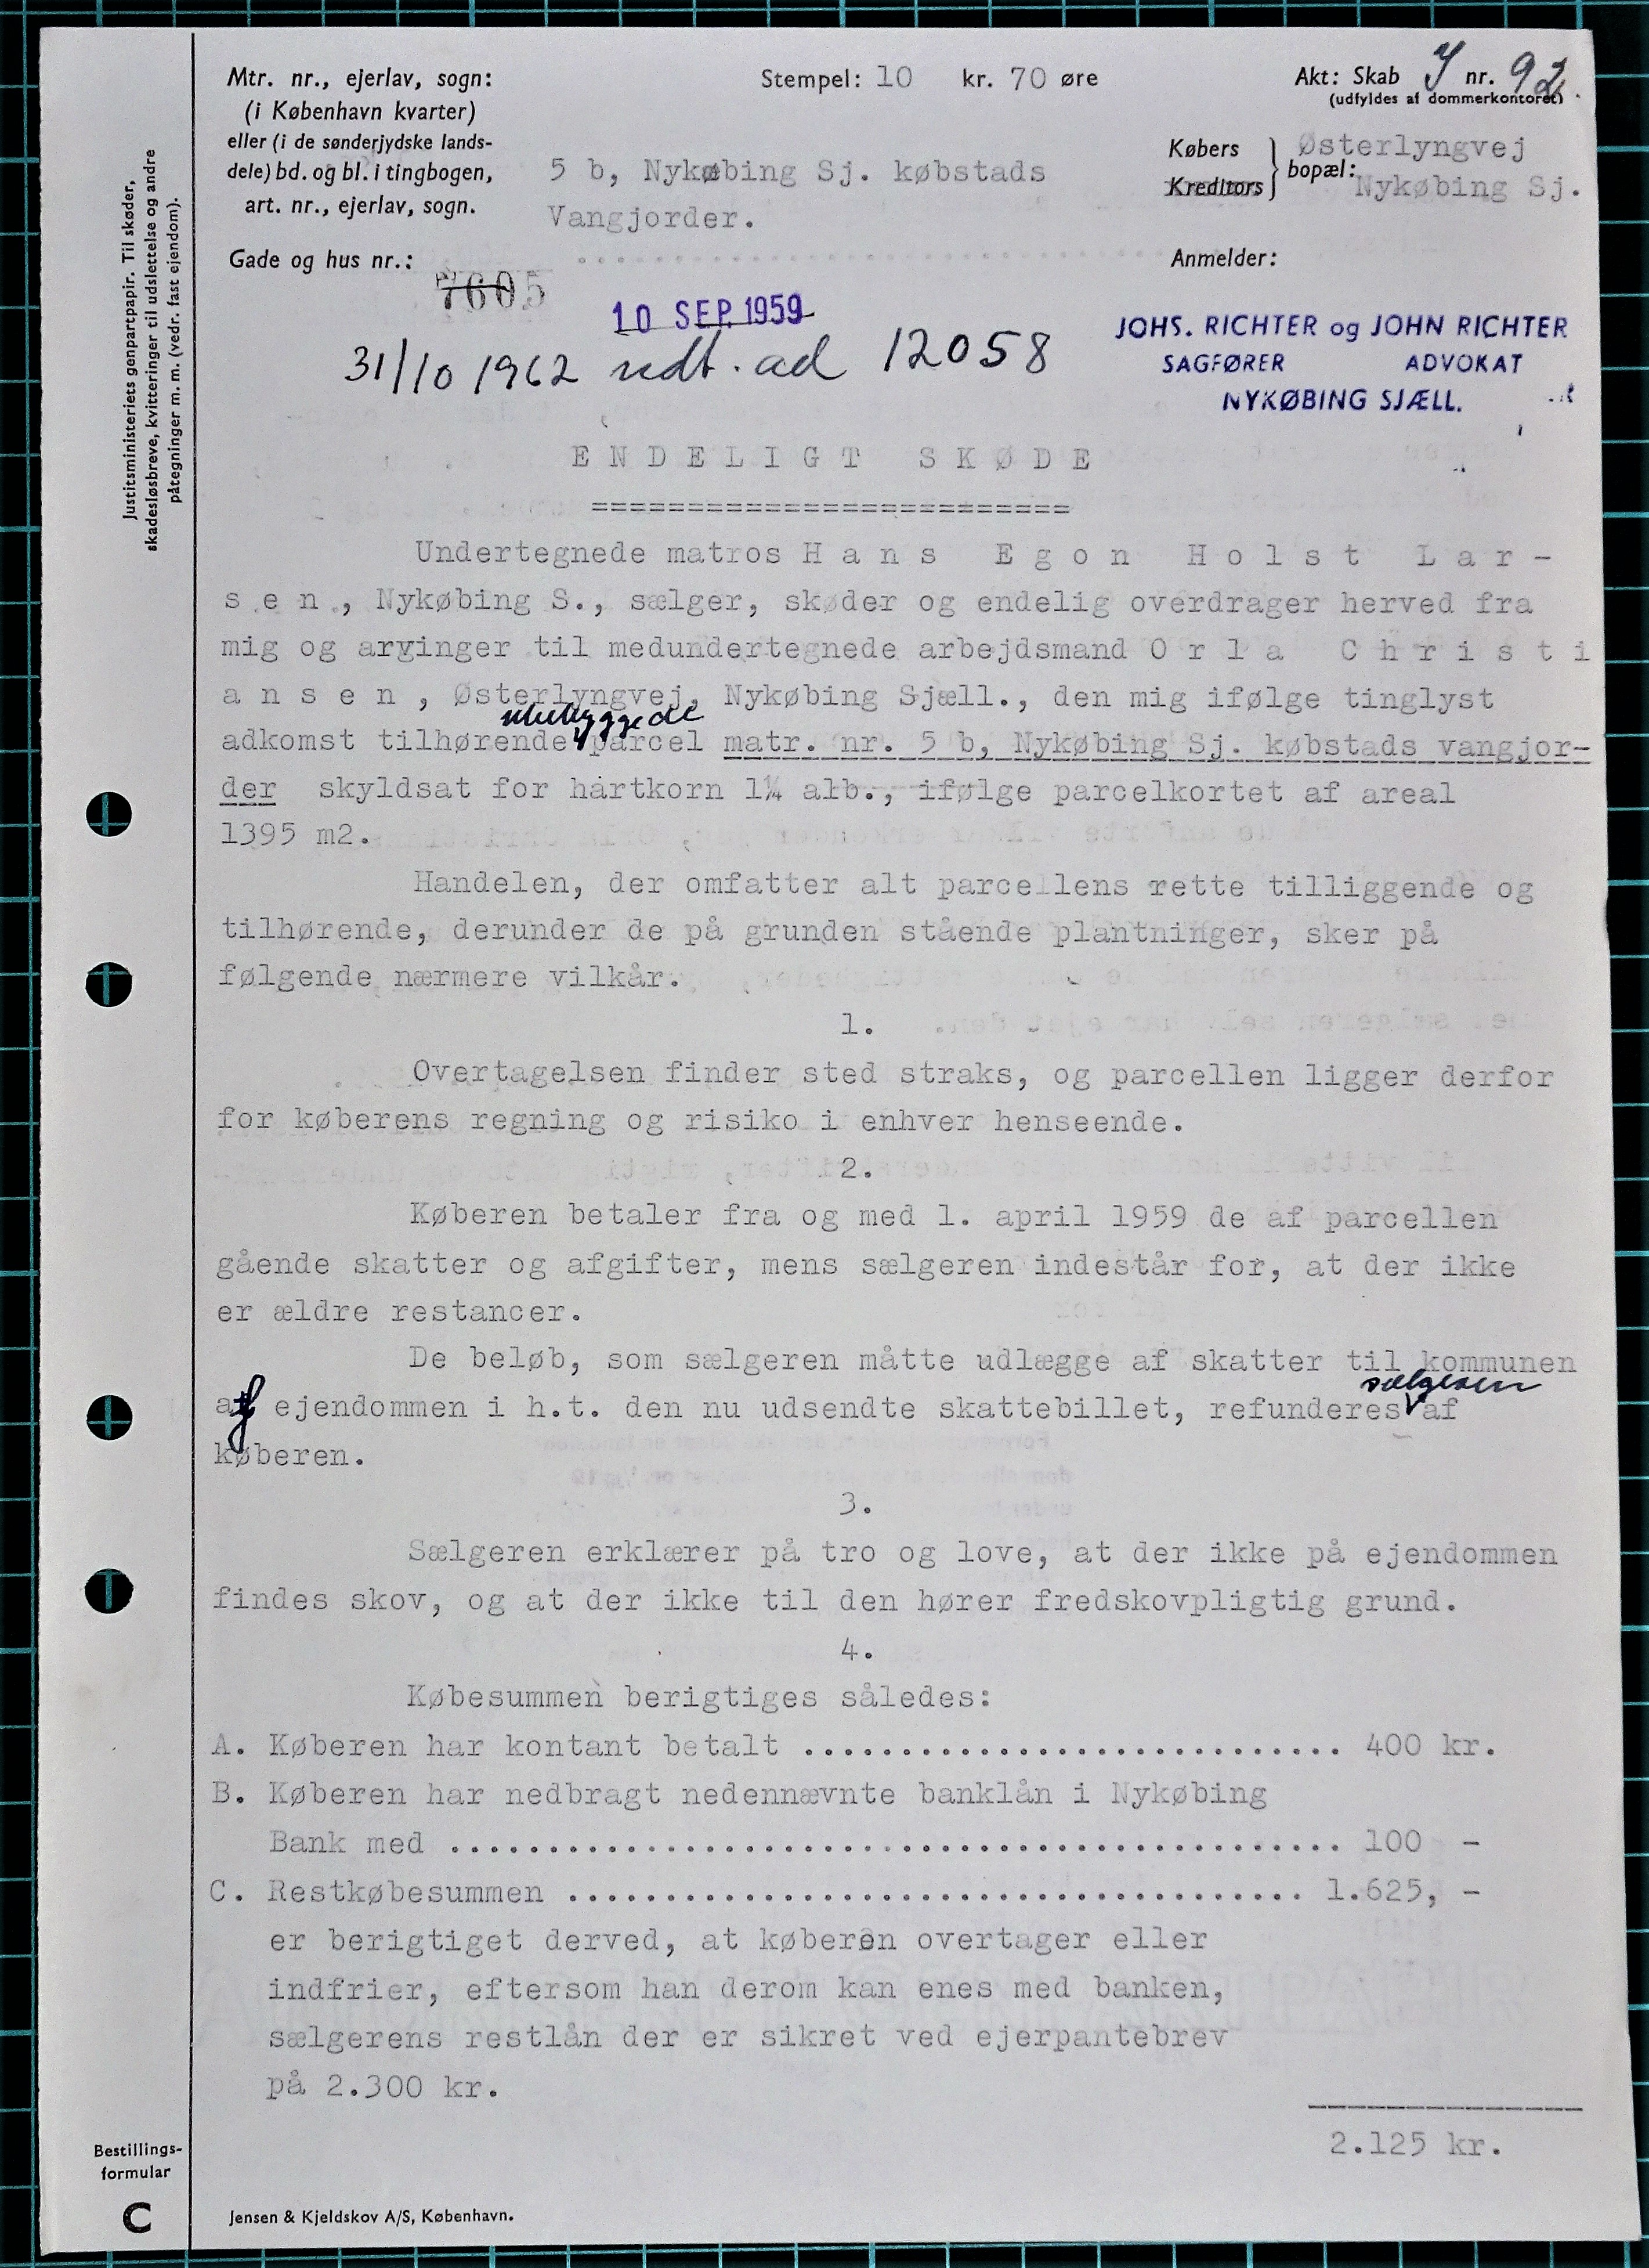 Mtr. nr., ejerlav, sogn:
(i København kvarter)
eller (i de sønderjydske lands-
dele) bd. og bl. i tingbogen,
art. nr., ejerlav, sogn.
5 b, Nykøbing Sj. købstads
Vangjorder.
Gade og hus nr.:
Stempel: 10 kr. 70 øre
Akt: Skab Y nr. 92
(udfyldes af dommerkontoret)
Købers
Kreditors
bopæl:
Østerlyngvej
Nykøbing Sj.
Anmelder:
7605
10 SEP. 1959
31/10 1962 udt. ad 12058
JOHS. RICHTER og JOHN RICHTER
SAGFØRER ADVOKAT
NYKØBING SJÆLL.
Justitsministeriets genpartpapir. Til skøder,
skadesløsbreve, kvitteringer til udslettelse og andre
påtegninger m. m. (vedr. fast ejendom).
ENDELIGT SKØDE
=========================
Undertegnede matros Hans Egon Holst Lar-
sen, Nykøbing S., sælger, skøder og endelig overdrager herved fra
mig og arvinger til medundertegnede arbejdsmand Orla Christi
ansen, Østerlyngvej, Nykøbing Sjæll., den mig ifølge tinglyst
ubebyggede
adkomst tilhørende parcel matr. nr. 5 b, Nykøbing Sj. købstads vangjor-
der skyldsat for hartkorn 1¼ alb., ifølge parcelkortet af areal
1395 m2.
Handelen, der omfatter alt parcellens rette tilliggende og
tilhørende, derunder de på grunden stående plantninger, sker på
følgende nærmere vilkår.
1.
Overtagelsen finder sted straks, og parcellen ligger derfor
for køberens regning og risiko i enhver henseende.
2.
Køberen betaler fra og med 1. april 1959 de af parcellen
gående skatter og afgifter, mens sælgeren indestår for, at der ikke
er ældre restancer.
De beløb, som sælgeren måtte udlægge af skatter til kommunen
sælgeren
af ejendommen i h.t. den nu udsendte skattebillet, refunderes af
køberen.
3.
Sælgeren erklærer på tro og love, at der ikke på ejendommen
findes skov, og at der ikke til den hører fredskovpligtig grund.
4.
Købesummen berigtiges således:
A. Køberen har kontant betalt ............................ 400 kr.
B. Køberen har nedbragt nedennævnte banklån i Nykøbing
Bank med .............................................. 100 -
C. Restkøbesummen ...................................... 1.625, -
er berigtiget derved, at køberen overtager eller
indfrier, eftersom han derom kan enes med banken,
sælgerens restlån der er sikret ved ejerpantebrev
på 2.300 kr.
2.125 kr.
Bestillings-
formular
C
Jensen & Kjeldskov A/S, København.